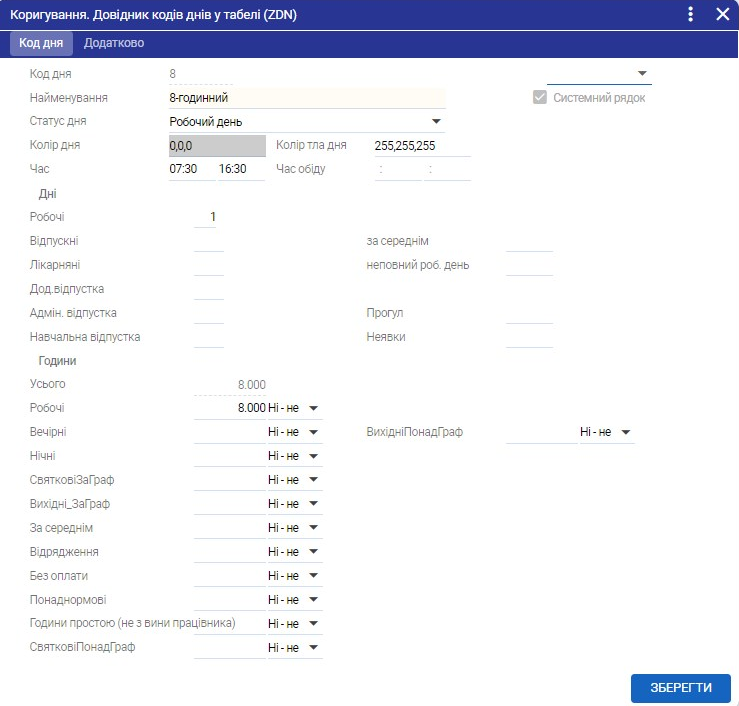 Коригування. Довідник кодів днів у табелі (ZDN)
Код дня Додатково
Код дня 8
Найменування 8-годинний Системний рядок
Статус дня Робочий день
Колір дня 0,0,0 Колір тла дня 255,255,255
Час 07:30 16:30 Час обіду : :
Дні
Робочі 1
Відпускні за середнім
Лікарняні неповний роб. день
Дод.відпустка
Адмін. відпустка Прогул
Навчальна відпустка Неявки
Години
Усього 8.000
Робочі 8.000 Ні - не
Вечірні Ні - не ВихідніПонадГраф Ні - не
Нічні Ні - не
СвятковіЗаГраф Ні - не
Вихідні_ЗаГраф Ні - не
За середнім Ні - не
Відрядження Ні - не
Без оплати Ні - не
Понаднормові Ні - не
Години простою (не з вини працівника) Ні - не
СвятковіПонадГраф Ні - не
ЗБЕРЕГТИ